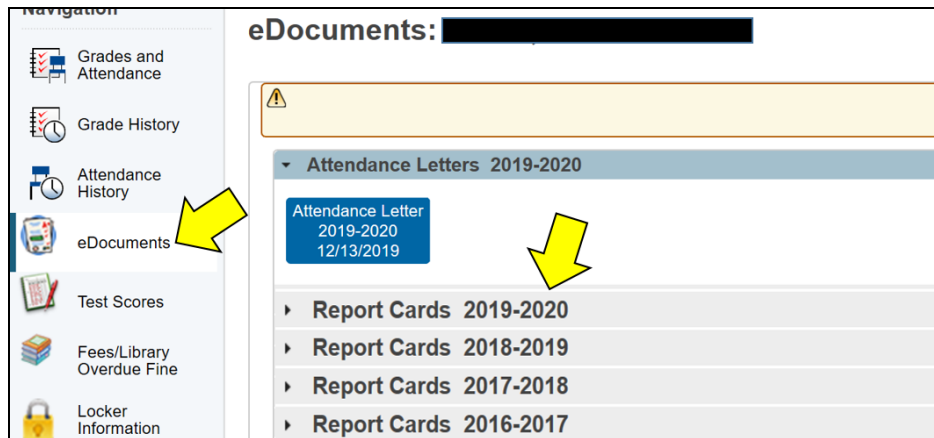 Navigation
Grades and
Attendance
Grade History
Attendance
History
eDocuments
Test Scores
Fees/Library
Overdue Fine
Locker
Information
eDocuments:
Attendance Letters 2019-2020
Attendance Letter
2019-2020
12/13/2019
Report Cards 2019-2020
Report Cards 2018-2019
Report Cards 2017-2018
Report Cards 2016-2017